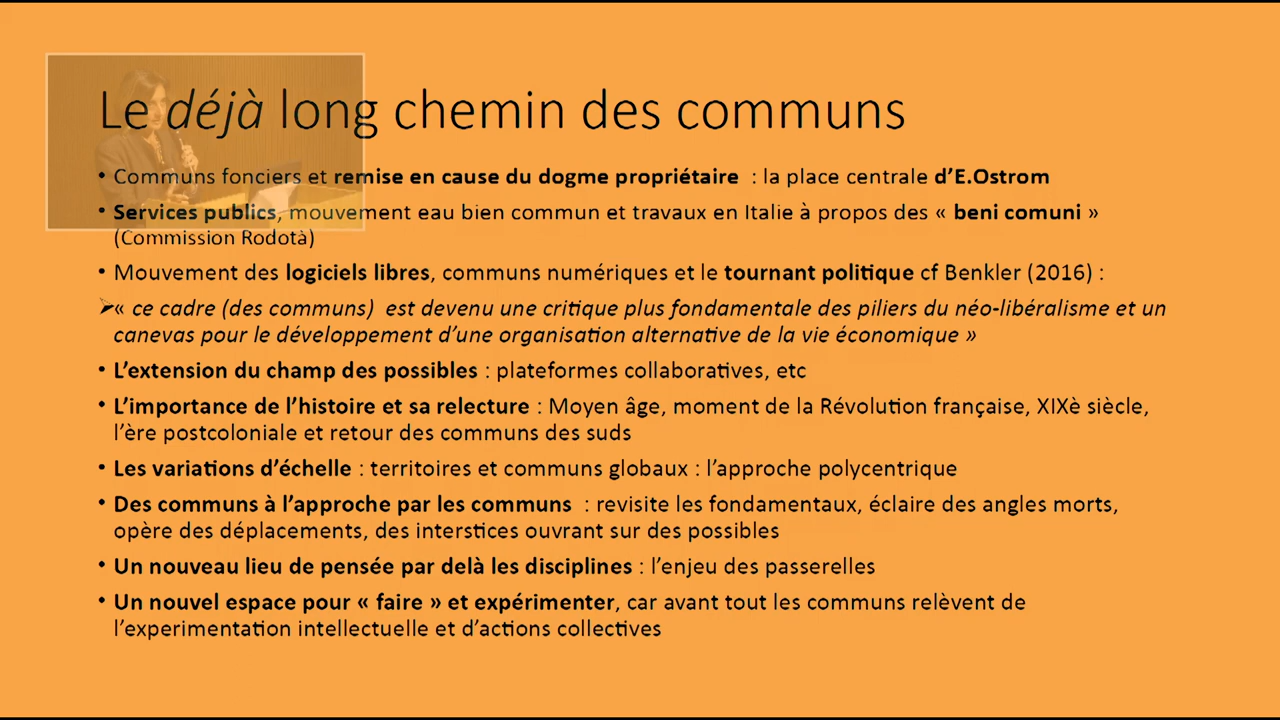 Le déjà long chemin des communs
• Communs fonciers et remise en cause du dogme propriétaire : la place centrale d’E.Ostrom
• Services publics, mouvement eau bien commun et travaux en Italie à propos des « beni comuni »
(Commission Rodotà)
• Mouvement des logiciels libres, communs numériques et le tournant politique cf Benkler (2016) :
➢« ce cadre (des communs) est devenu une critique plus fondamentale des piliers du néo-libéralisme et un
canevas pour le développement d’une organisation alternative de la vie économique »
• L’extension du champ des possibles : plateformes collaboratives, etc
• L’importance de l’histoire et sa relecture : Moyen âge, moment de la Révolution française, XIXè siècle,
l’ère postcoloniale et retour des communs des suds
• Les variations d’échelle : territoires et communs globaux : l’approche polycentrique
• Des communs à l’approche par les communs : revisite les fondamentaux, éclaire des angles morts,
opère des déplacements, des interstices ouvrant sur des possibles
• Un nouveau lieu de pensée par delà les disciplines : l’enjeu des passerelles
• Un nouvel espace pour « faire » et expérimenter, car avant tout les communs relèvent de
l’experimentation intellectuelle et d’actions collectives